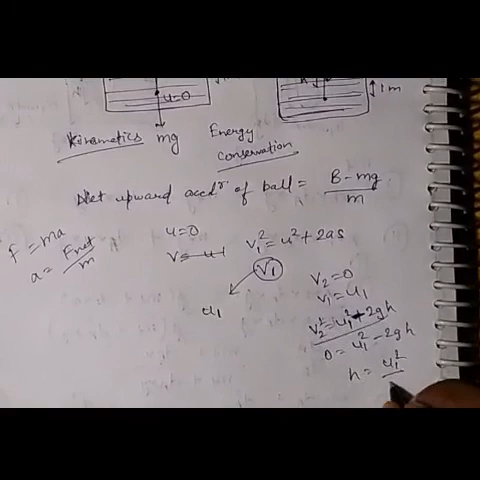 u=0
1m
Kinematics mg Energy conservation
Net upward accⁿ of ball = B - mg / m
F = ma
a = Fnet / m
u=0
v₁² = u² + 2as
v₁
u₁
v₂ = 0
v₁ = u₁
v₂² = u₁² - 2gh
0 = u₁² - 2gh
h = u₁²